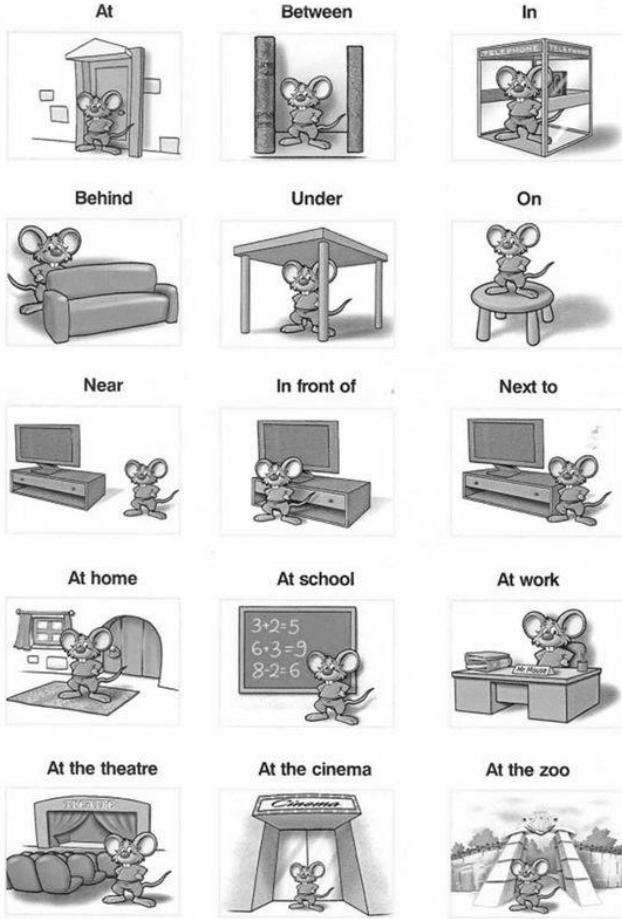 At
Between
In
TELEPHONE
Behind
Under
On
Near
In front of
Next to
At home
At school
At work
3+2=5
6+3=9
8-2=6
Mr Mouse
At the theatre
At the cinema
At the zoo
THEATRE
Cinema